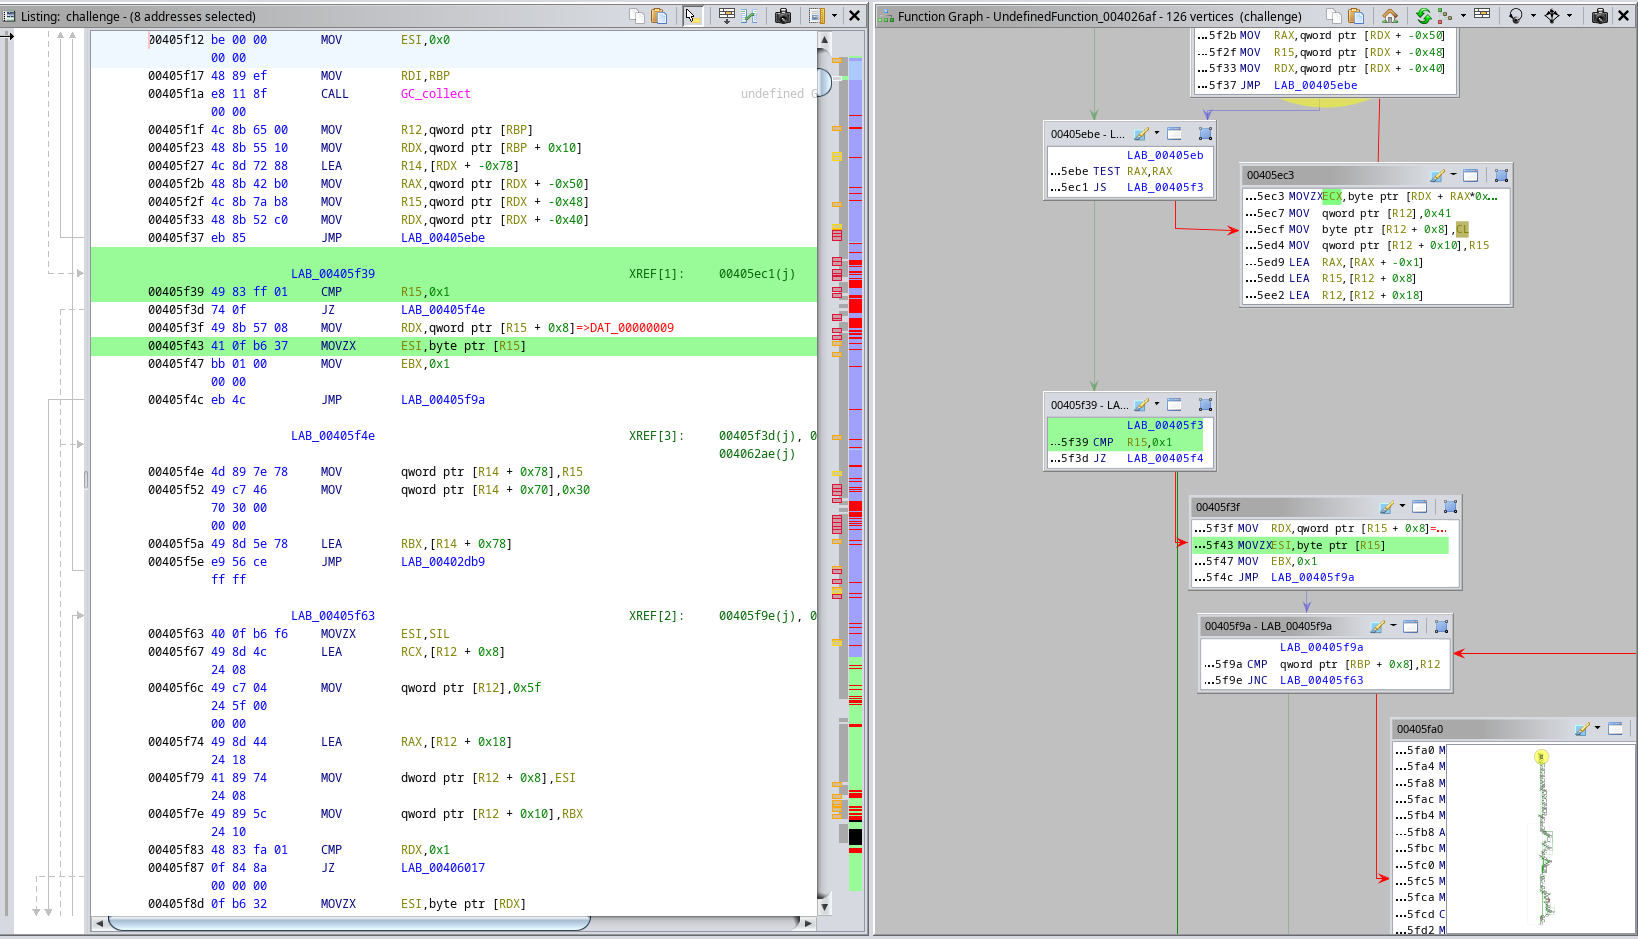 Listing: challenge - (8 addresses selected)
00405f12 be 00 00 MOV ESI,0x0
00 00
00405f17 48 89 ef MOV RDI,RBP
00405f1a e8 11 8f CALL GC_collect undefined G
00 00
00405f1f 4c 8b 65 00 MOV R12,qword ptr [RBP]
00405f23 48 8b 55 10 MOV RDX,qword ptr [RBP + 0x10]
00405f27 4c 8d 72 88 LEA R14,[RDX + -0x78]
00405f2b 48 8b 42 b0 MOV RAX,qword ptr [RDX + -0x50]
00405f2f 4c 8b 7a b8 MOV R15,qword ptr [RDX + -0x48]
00405f33 48 8b 52 c0 MOV RDX,qword ptr [RDX + -0x40]
00405f37 eb 85 JMP LAB_00405ebe
LAB_00405f39 XREF[1]: 00405ec1(j)
00405f39 49 83 ff 01 CMP R15,0x1
00405f3d 74 0f JZ LAB_00405f4e
00405f3f 49 8b 57 08 MOV RDX,qword ptr [R15 + 0x8]=>DAT_00000009
00405f43 41 0f b6 37 MOVZX ESI,byte ptr [R15]
00405f47 bb 01 00 MOV EBX,0x1
00 00
00405f4c eb 4c JMP LAB_00405f9a
LAB_00405f4e XREF[3]: 00405f3d(j), 0
004062ae(j)
00405f4e 4d 89 7e 78 MOV qword ptr [R14 + 0x78],R15
00405f52 49 c7 46 MOV qword ptr [R14 + 0x70],0x30
70 30 00
00 00
00405f5a 49 8d 5e 78 LEA RBX,[R14 + 0x78]
00405f5e e9 56 ce JMP LAB_00402db9
ff ff
LAB_00405f63 XREF[2]: 00405f9e(j), 0
00405f63 40 0f b6 f6 MOVZX ESI,SIL
00405f67 49 8d 4c LEA RCX,[R12 + 0x8]
24 08
00405f6c 49 c7 04 MOV qword ptr [R12],0x5f
24 5f 00
00 00
00405f74 49 8d 44 LEA RAX,[R12 + 0x18]
24 18
00405f79 41 89 74 MOV dword ptr [R12 + 0x8],ESI
24 08
00405f7e 49 89 5c MOV qword ptr [R12 + 0x10],RBX
24 10
00405f83 48 83 fa 01 CMP RDX,0x1
00405f87 0f 84 8a JZ LAB_00406017
00 00 00
00405f8d 0f b6 32 MOVZX ESI,byte ptr [RDX]
Function Graph - UndefinedFunction_004026af - 126 vertices (challenge)
...5f2b MOV RAX,qword ptr [RDX + -0x50]
...5f2f MOV R15,qword ptr [RDX + -0x48]
...5f33 MOV RDX,qword ptr [RDX + -0x40]
...5f37 JMP LAB_00405ebe
00405ebe - L...
LAB_00405eb
...5ebe TEST RAX,RAX
...5ec1 JS LAB_00405f3
00405ec3
...5ec3 MOVZX ECX,byte ptr [RDX + RAX*0x...
...5ec7 MOV qword ptr [R12],0x41
...5ecf MOV byte ptr [R12 + 0x8],CL
...5ed4 MOV qword ptr [R12 + 0x10],R15
...5ed9 LEA RAX,[RAX + -0x1]
...5edd LEA R15,[R12 + 0x8]
...5ee2 LEA R12,[R12 + 0x18]
00405f39 - LA...
LAB_00405f3
...5f39 CMP R15,0x1
...5f3d JZ LAB_00405f4
00405f3f
...5f3f MOV RDX,qword ptr [R15 + 0x8]=...
...5f43 MOVZX ESI,byte ptr [R15]
...5f47 MOV EBX,0x1
...5f4c JMP LAB_00405f9a
00405f9a - LAB_00405f9a
LAB_00405f9a
...5f9a CMP qword ptr [RBP + 0x8],R12
...5f9e JNC LAB_00405f63
00405fa0
...5fa0 M
...5fa4 M
...5fa8 M
...5fac M
...5fb4 M
...5fb8 A
...5fbc M
...5fc0 M
...5fc5 M
...5fca M
...5fcd C
...5fd2 M